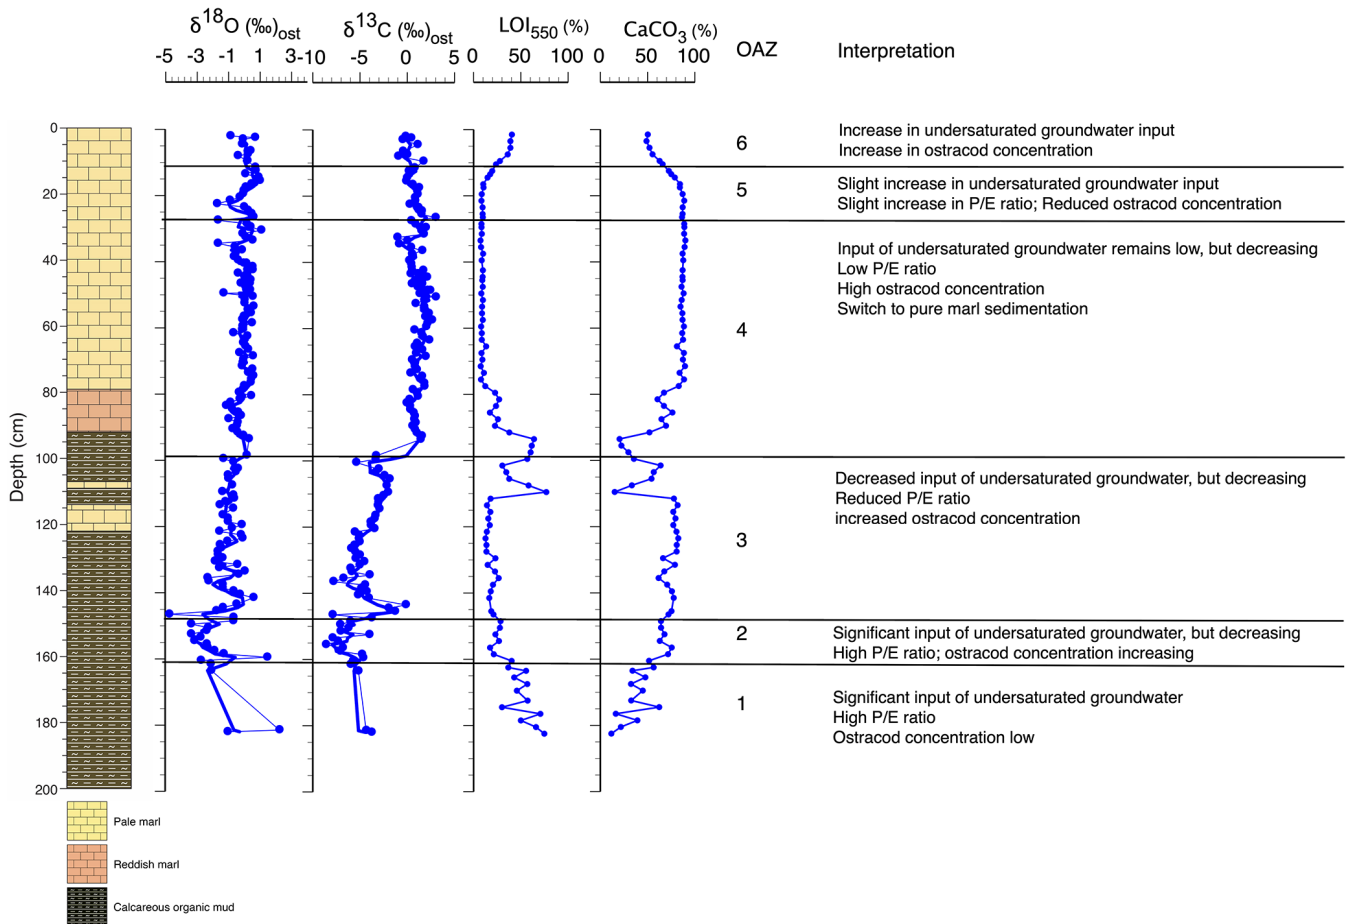 δ18O (‰)ost δ13C (‰)ost LOI550 (%) CaCO3 (%) OAZ Interpretation
-5 -3 -1 1 3 -10 -5 0 5 0 50 100 0 50 100
0
20
40
60
80
100
120
140
160
180
200
Depth (cm)
6
Increase in undersaturated groundwater input
Increase in ostracod concentration
5
Slight increase in undersaturated groundwater input
Slight increase in P/E ratio; Reduced ostracod concentration
4
Input of undersaturated groundwater remains low, but decreasing
Low P/E ratio
High ostracod concentration
Switch to pure marl sedimentation
3
Decreased input of undersaturated groundwater, but decreasing
Reduced P/E ratio
increased ostracod concentration
2
Significant input of undersaturated groundwater, but decreasing
High P/E ratio; ostracod concentration increasing
1
Significant input of undersaturated groundwater
High P/E ratio
Ostracod concentration low
Pale marl
Reddish marl
Calcareous organic mud